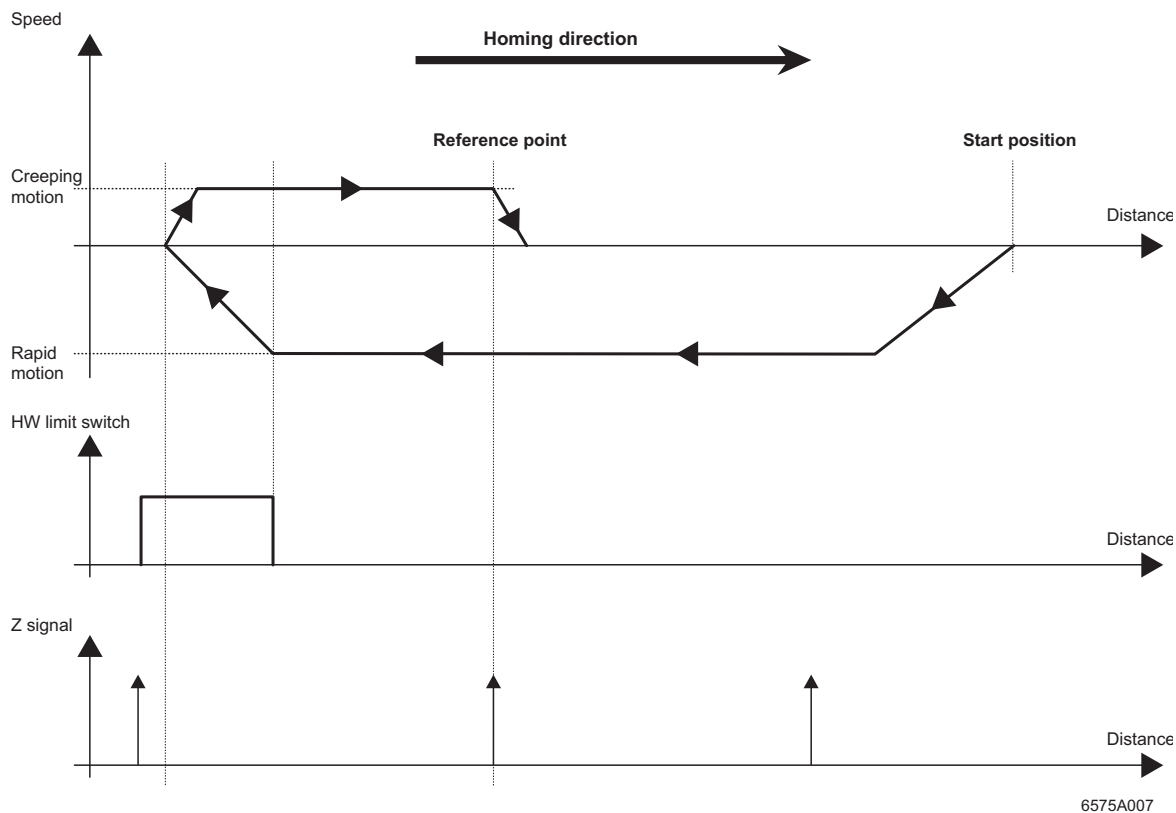 Speed
Homing direction
Reference point
Start position
Creeping
motion
Distance
Rapid
motion
HW limit switch
Distance
Z signal
Distance
6575A007